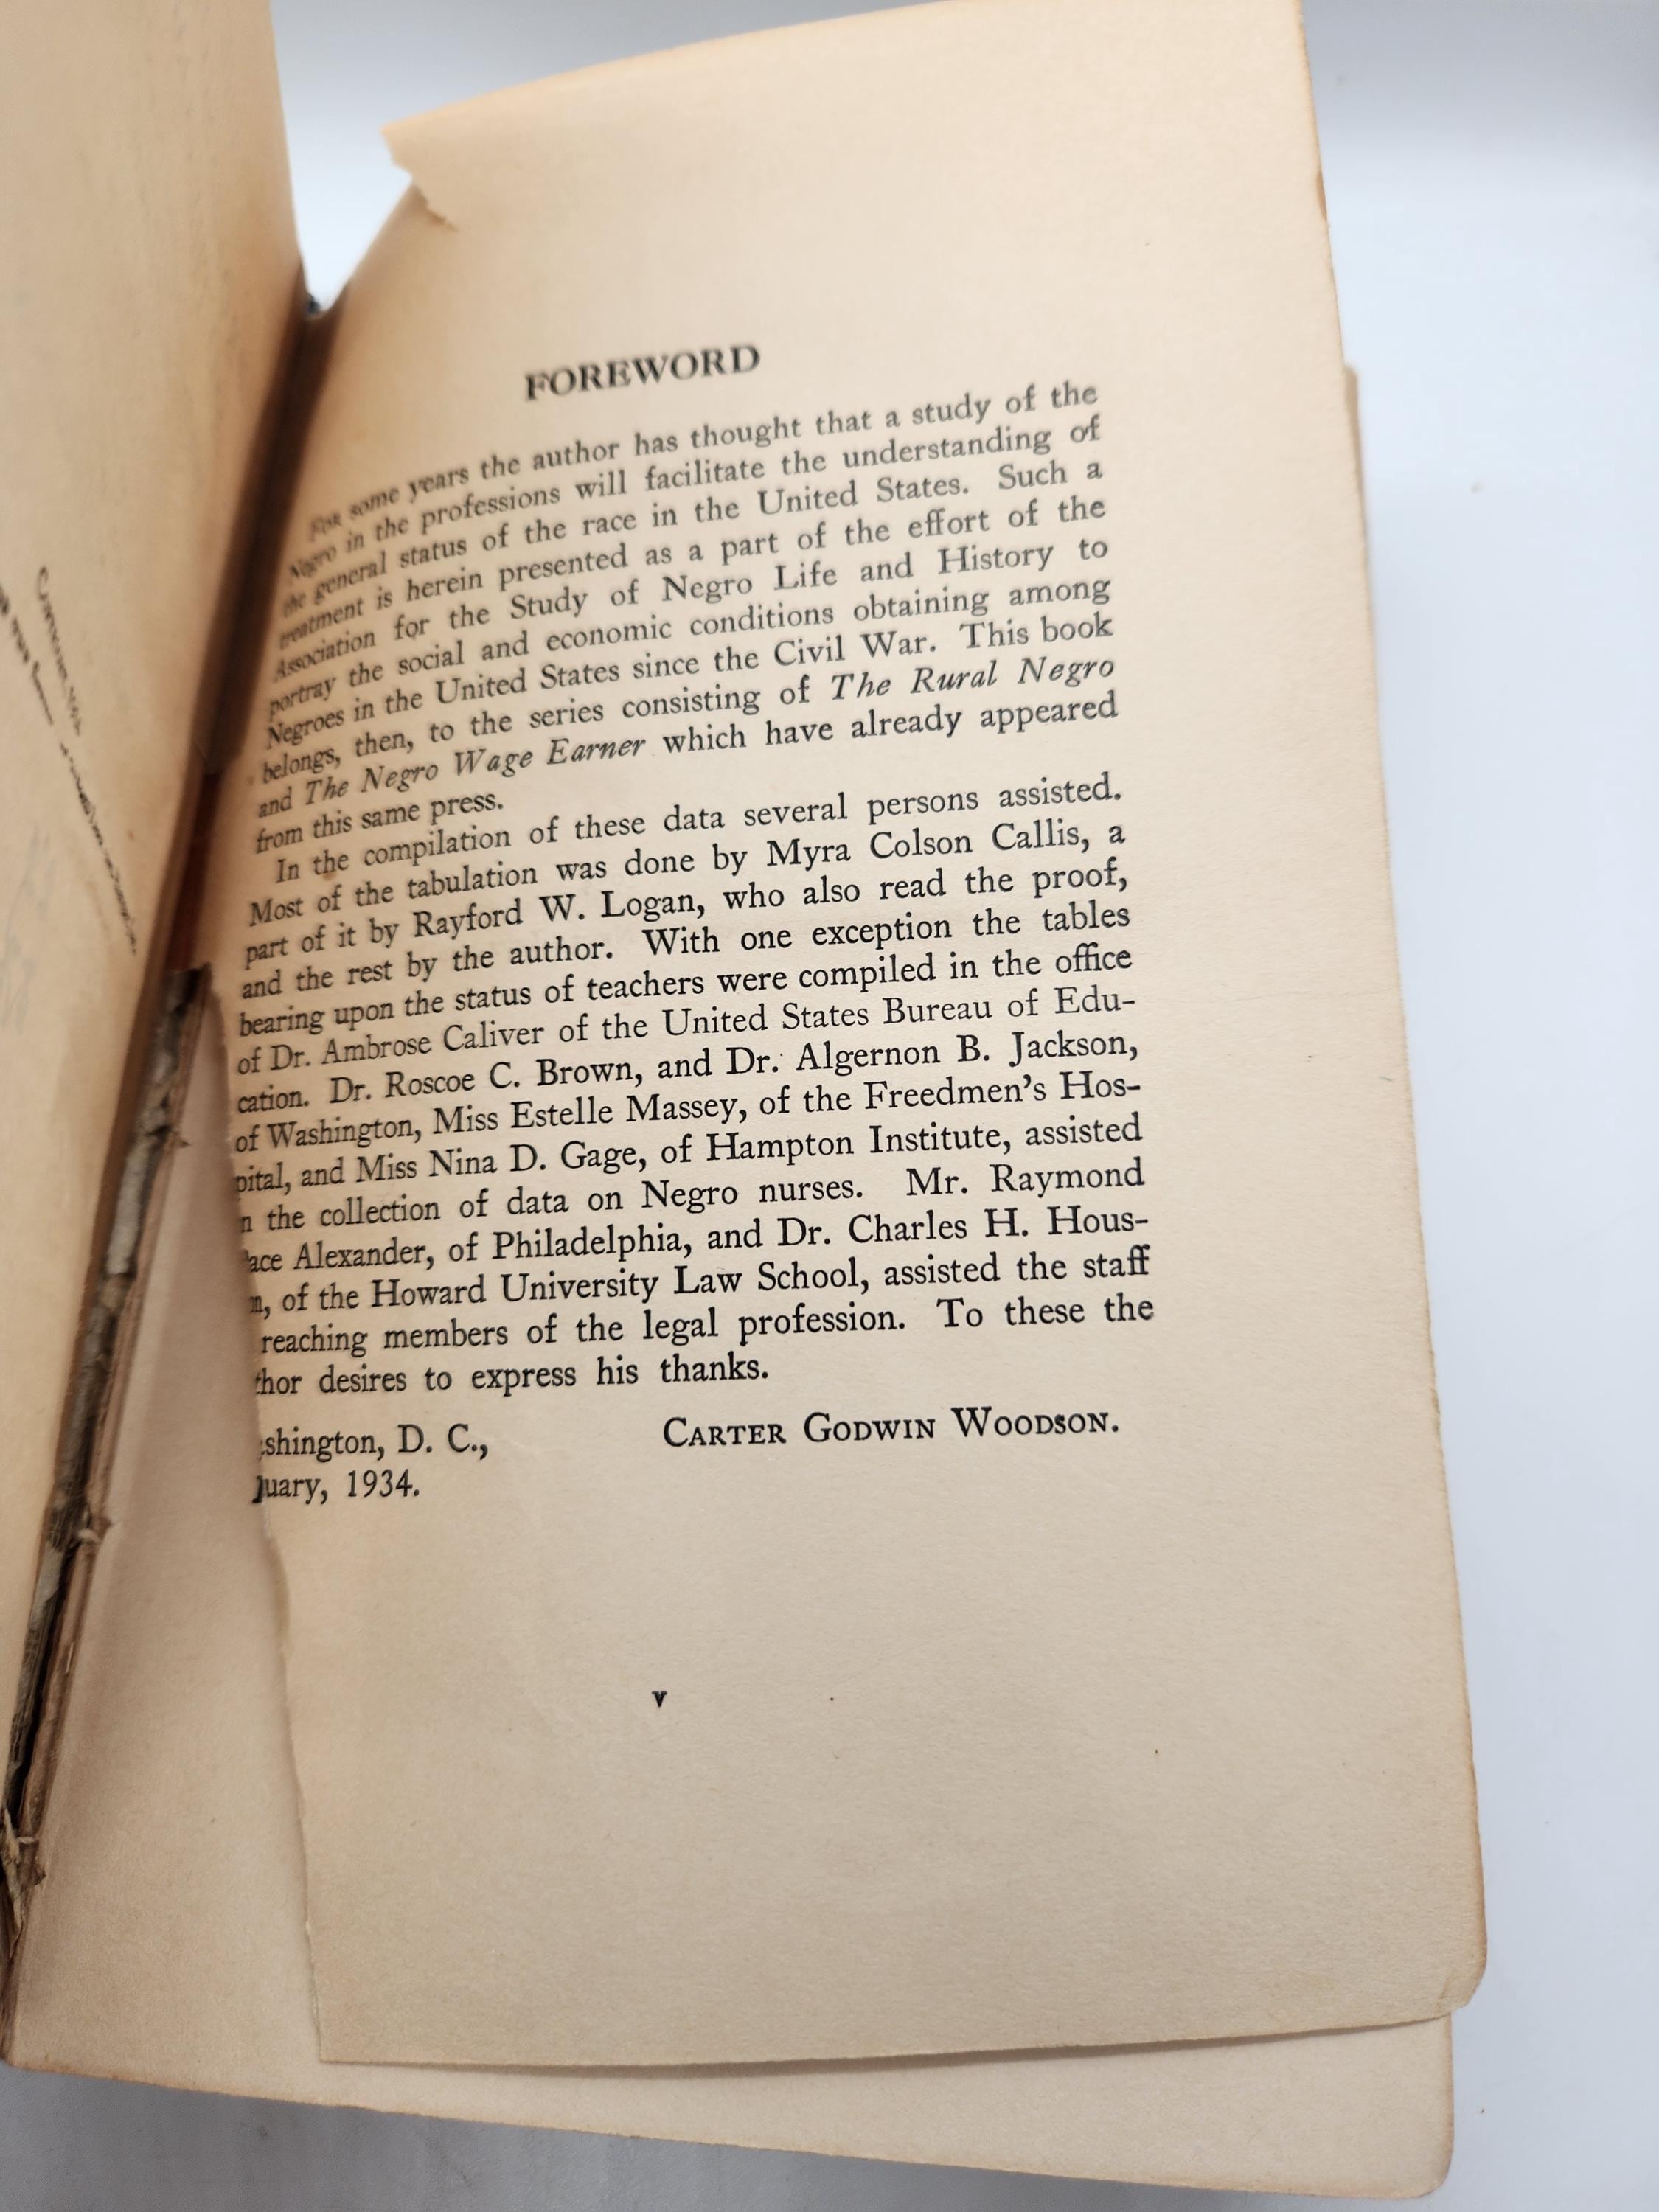 FOREWORD
For some years the author has thought that a study of the
Negro in the professions will facilitate the understanding of
the general status of the race in the United States. Such a
treatment is herein presented as a part of the effort of the
Association for the Study of Negro Life and History to
portray the social and economic conditions obtaining among
Negroes in the United States since the Civil War. This book
belongs, then, to the series consisting of The Rural Negro
and The Negro Wage Earner which have already appeared
from this same press.
In the compilation of these data several persons assisted.
Most of the tabulation was done by Myra Colson Callis, a
part of it by Rayford W. Logan, who also read the proof,
and the rest by the author. With one exception the tables
bearing upon the status of teachers were compiled in the office
of Dr. Ambrose Caliver of the United States Bureau of Edu-
cation. Dr. Roscoe C. Brown, and Dr. Algernon B. Jackson,
of Washington, Miss Estelle Massey, of the Freedmen's Hos-
pital, and Miss Nina D. Gage, of Hampton Institute, assisted
n the collection of data on Negro nurses. Mr. Raymond
ace Alexander, of Philadelphia, and Dr. Charles H. Hous-
n, of the Howard University Law School, assisted the staff
reaching members of the legal profession. To these the
thor desires to express his thanks.
CARTER GODWIN WOODSON.
shington, D. C.,
uary, 1934.
v